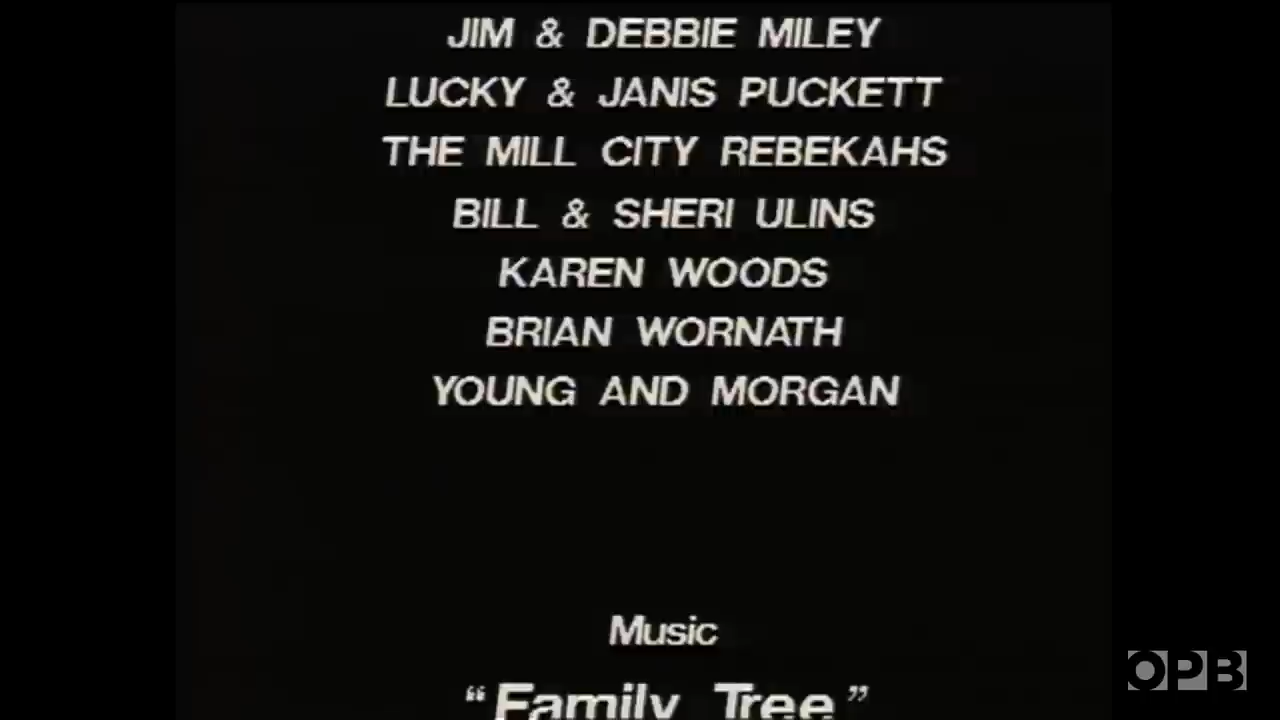 JIM & DEBBIE MILEY
LUCKY & JANIS PUCKETT
THE MILL CITY REBEKAHS
BILL & SHERI ULINS
KAREN WOODS
BRIAN WORNATH
YOUNG AND MORGAN
Music
“Family Tree”
OPB